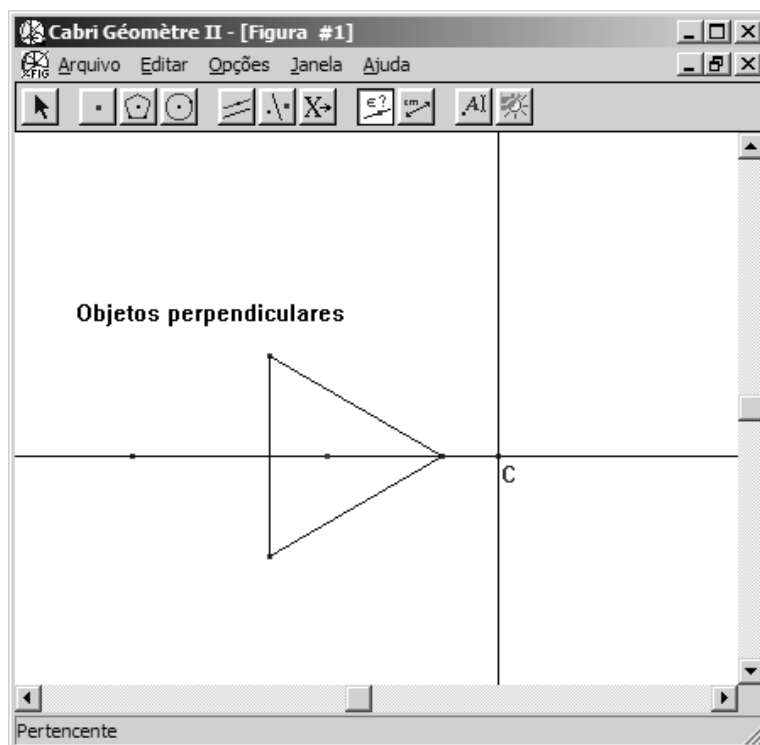 Cabri Géomètre II - [Figura #1]
Arquivo Editar Opções Janela Ajuda
Objetos perpendiculares
C
Pertencente